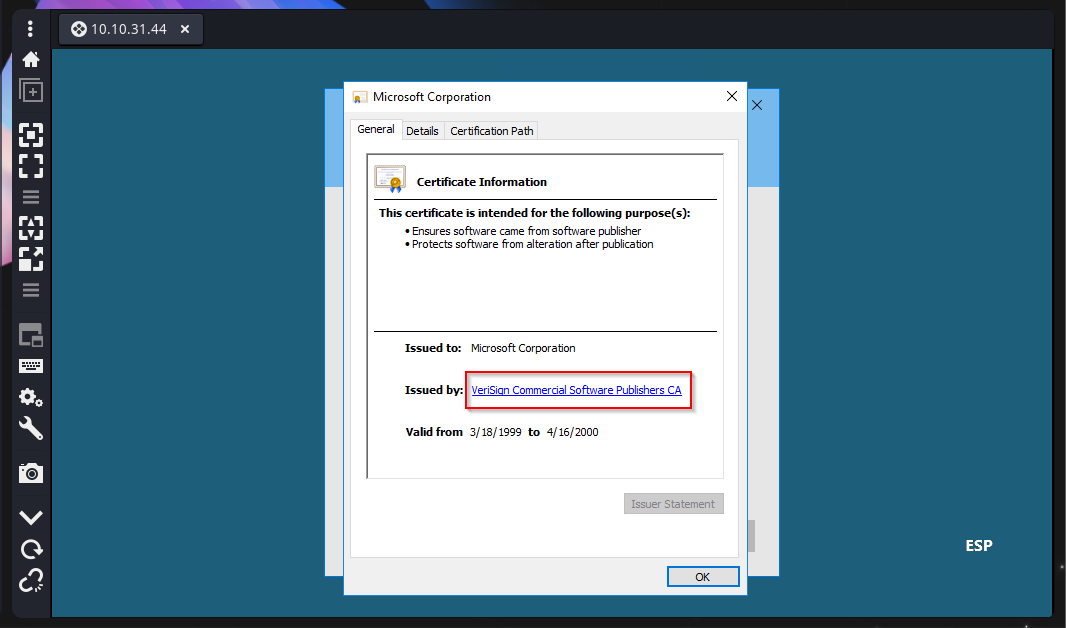 10.10.31.44
Microsoft Corporation
General Details Certification Path
Certificate Information
This certificate is intended for the following purpose(s):
• Ensures software came from software publisher
• Protects software from alteration after publication
Issued to: Microsoft Corporation
Issued by: VeriSign Commercial Software Publishers CA
Valid from 3/18/1999 to 4/16/2000
Issuer Statement
ESP
OK